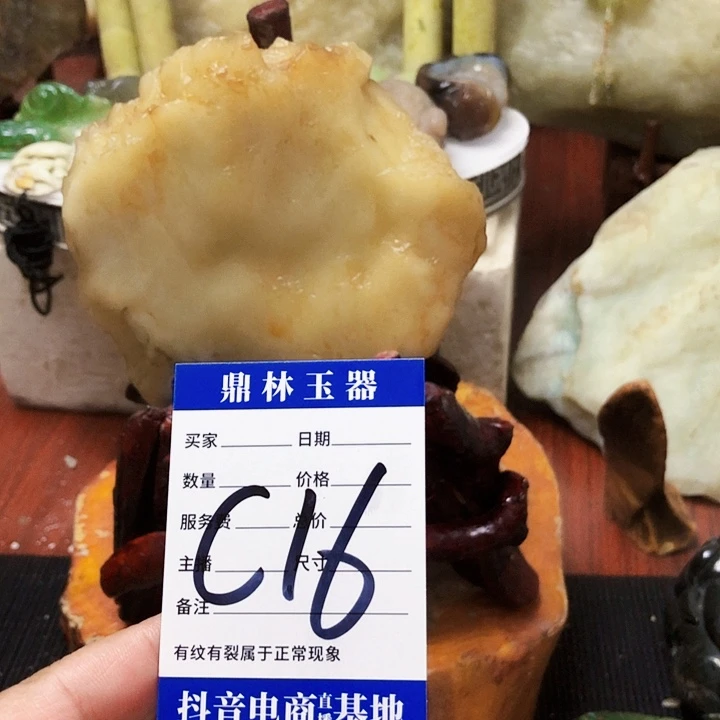 鼎林玉器
买家 日期
数量 价格
服务费 总价
主播 尺寸
C16
备注
有纹有裂属于正常现象
抖音电商直播基地